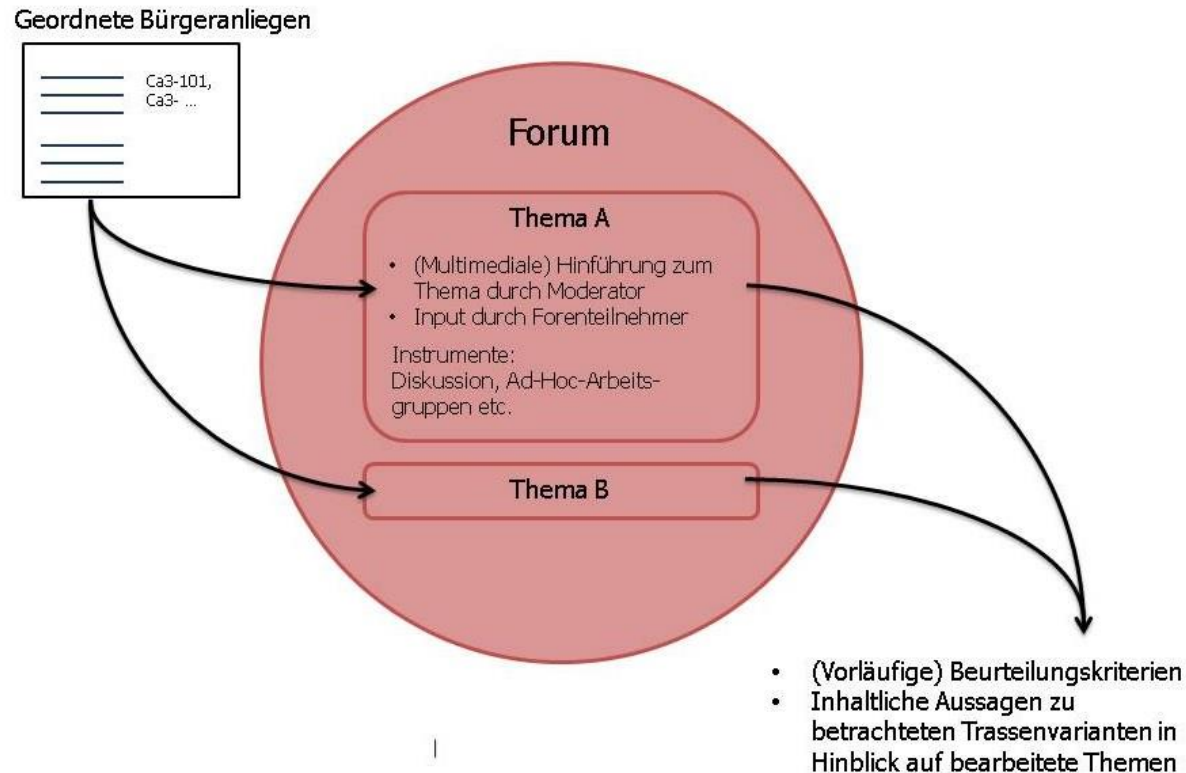 Geordnete Bürgeranliegen
Ca3-101,
Ca3- ...
Forum
Thema A
• (Multimediale) Hinführung zum
Thema durch Moderator
• Input durch Forenteilnehmer
Instrumente:
Diskussion, Ad-Hoc-Arbeits-
gruppen etc.
Thema B
• (Vorläufige) Beurteilungskriterien
• Inhaltliche Aussagen zu
betrachteten Trassenvarianten in
Hinblick auf bearbeitete Themen